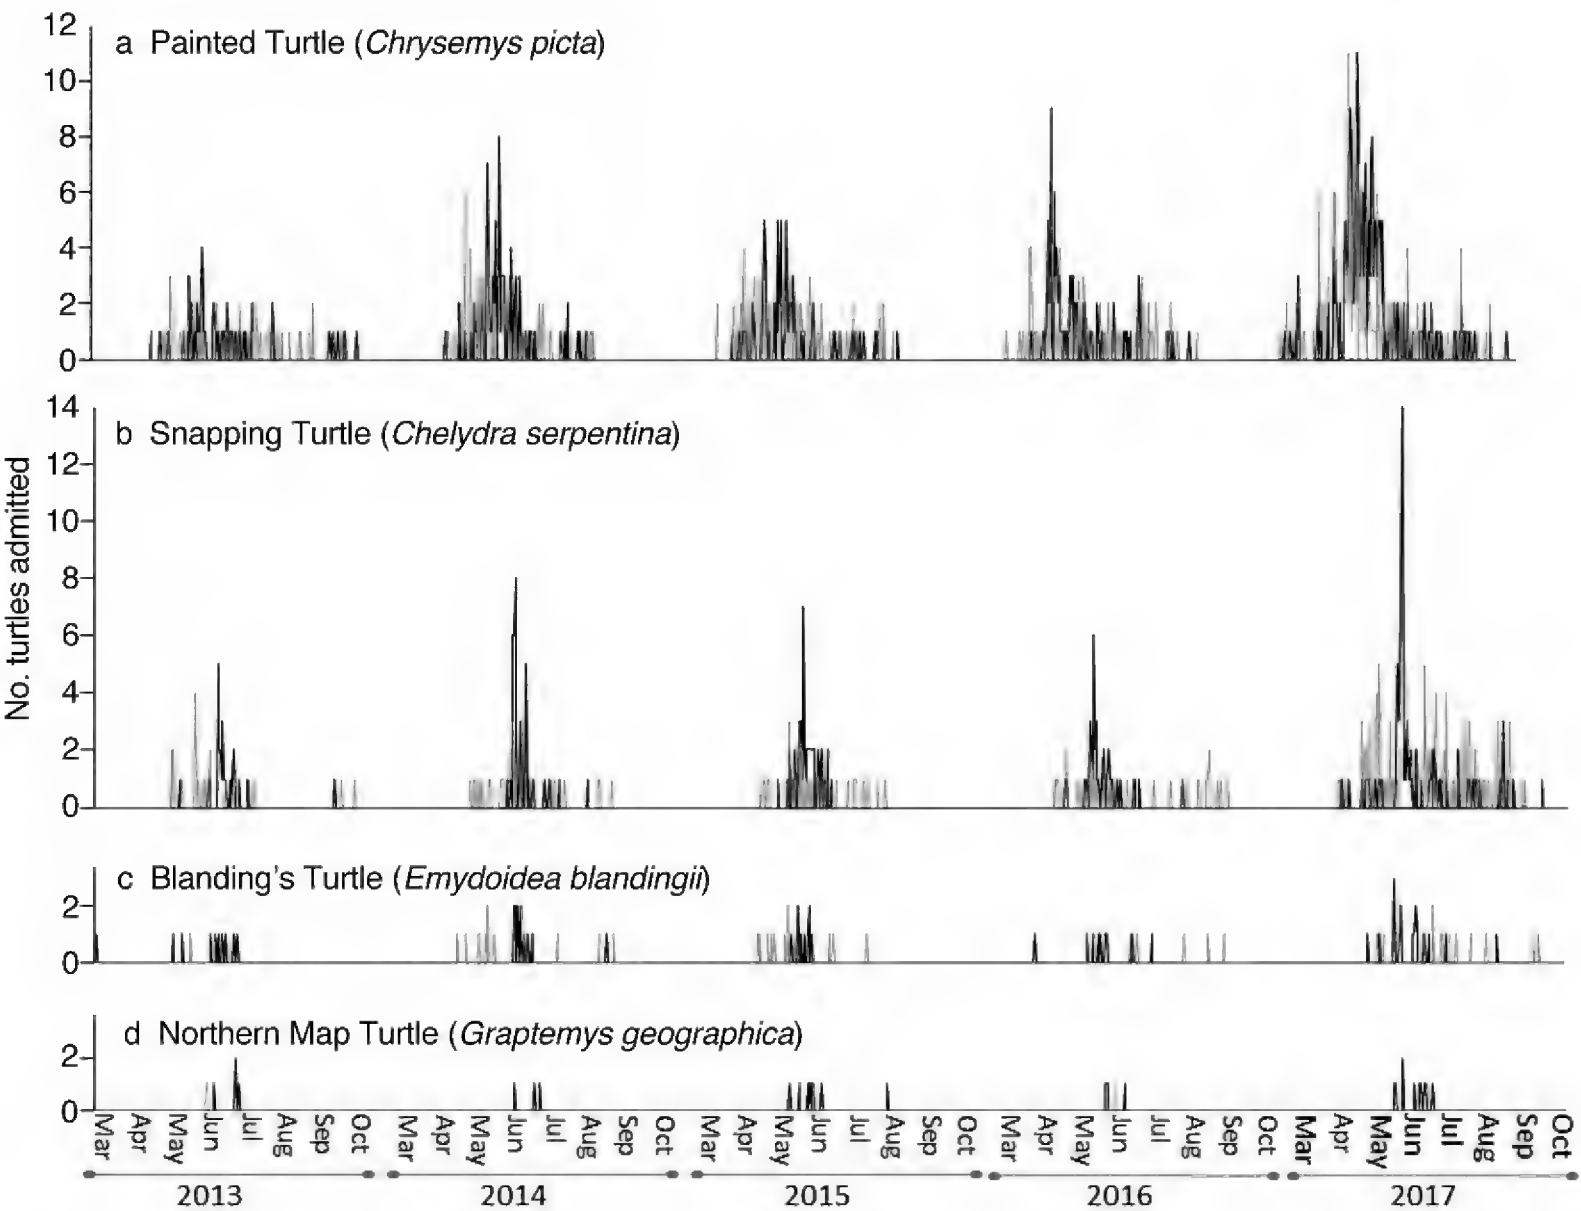 12
a Painted Turtle (Chrysemys picta)
10
8
6
4
2
0
14
b Snapping Turtle (Chelydra serpentina)
12
10
8
6
4
2
0
No. turtles admitted
c Blanding's Turtle (Emydoidea blandingii)
2
0
d Northern Map Turtle (Graptemys geographica)
2
0
Mar Apr May Jun Jul Aug Sep Oct Mar Apr May Jun Jul Aug Sep Oct Mar Apr May Jun Jul Aug Sep Oct Mar Apr May Jun Jul Aug Sep Oct Mar Apr May Jun Jul Aug Sep Oct
2013 2014 2015 2016 2017